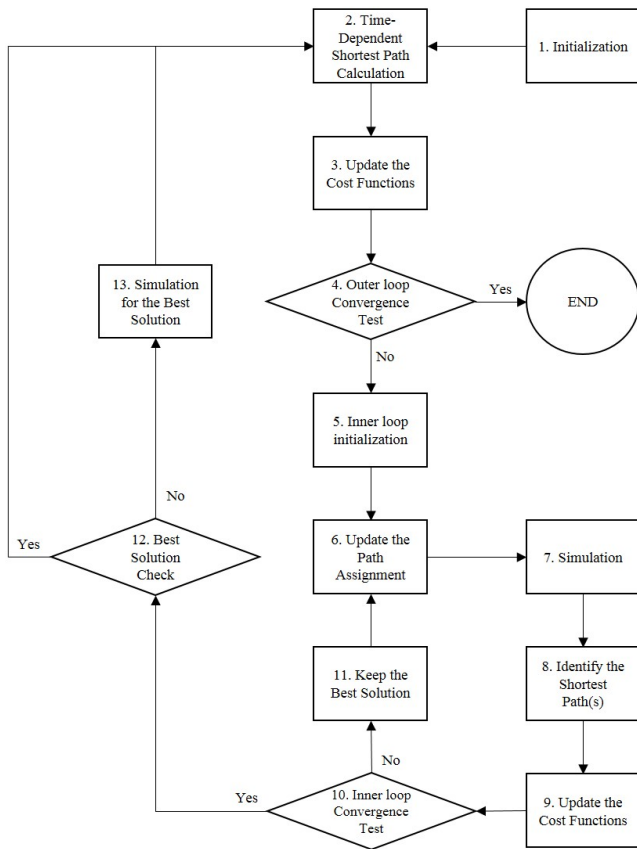 2. Time-
Dependent
Shortest Path
Calculation
1. Initialization
3. Update the
Cost Functions
13. Simulation
for the Best
Solution
4. Outer loop
Convergence
Test
Yes
END
No
5. Inner loop
initialization
No
Yes
12. Best
Solution
Check
6. Update the
Path
Assignment
7. Simulation
11. Keep the
Best Solution
8. Identify the
Shortest
Path(s)
No
Yes
10. Inner loop
Convergence
Test
9. Update the
Cost Functions